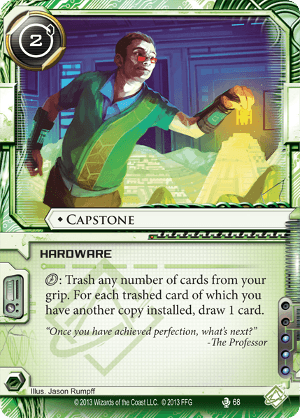 2
♦ Capstone
HARDWARE
: Trash any number of cards from your
grip. For each trashed card of which you
have another copy installed, draw 1 card.
"Once you have achieved perfection, what's next?"
-The Professor
Illus. Jason Rumpff
© 2013 Wizards of the Coast LLC. © 2013 FFG 68